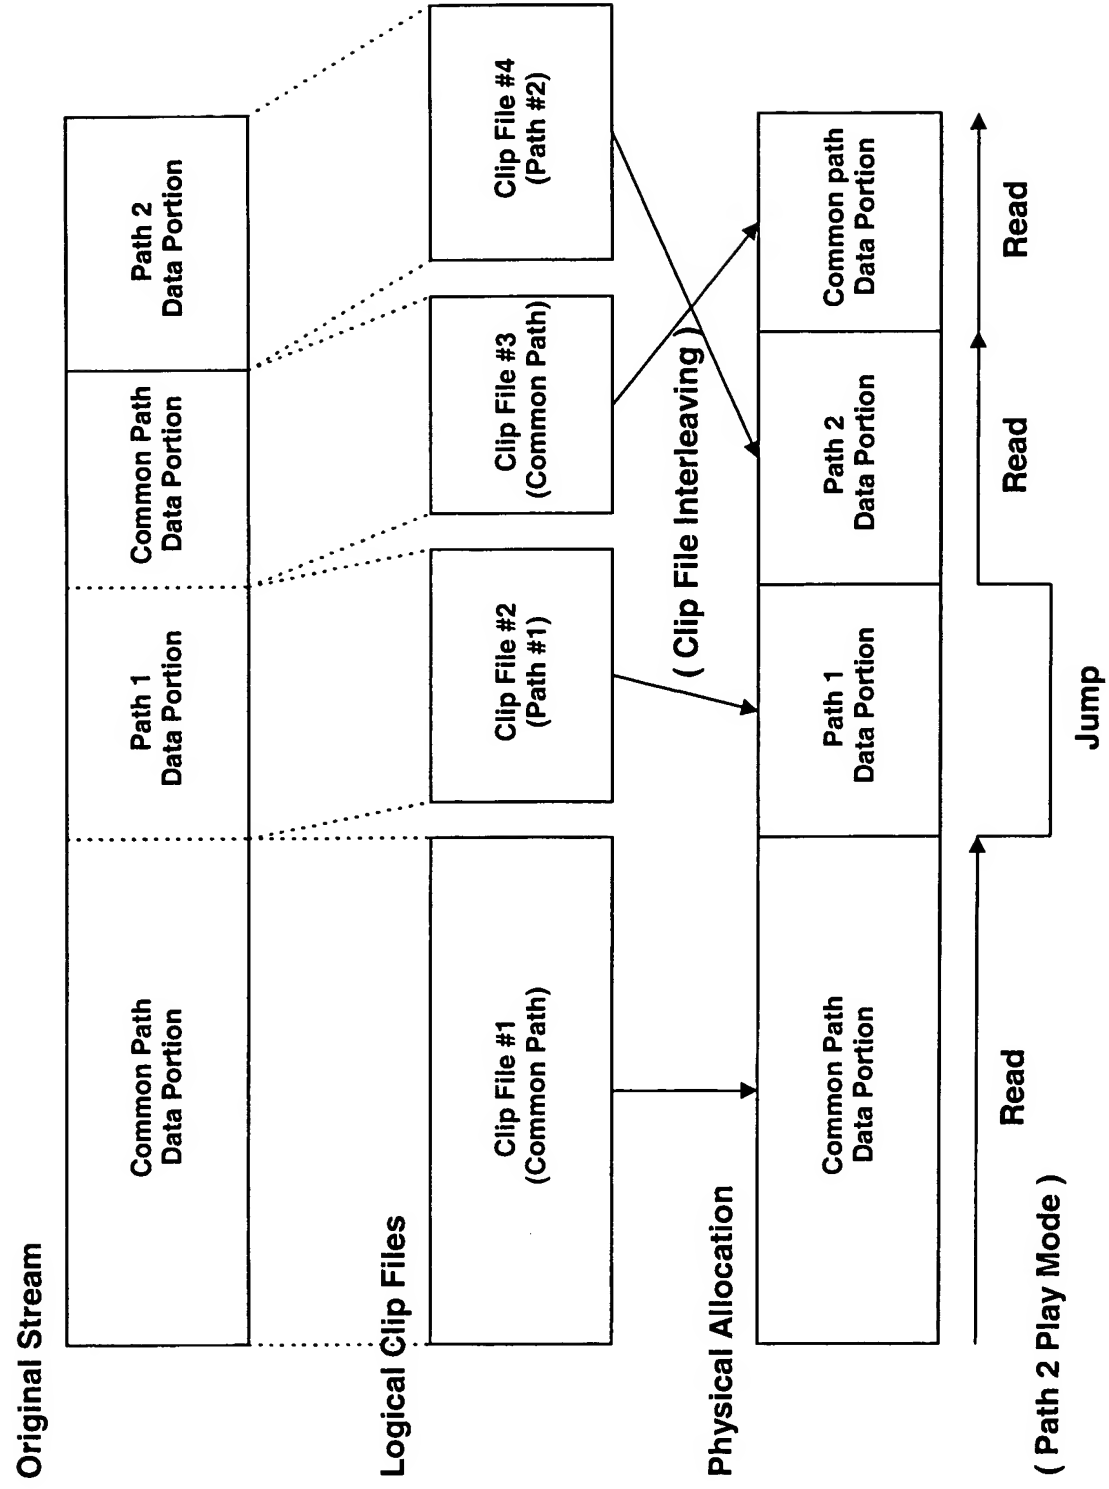 Original Stream
Common Path
Data Portion
Path 1
Data Portion
Common Path
Data Portion
Path 2
Data Portion
Logical Clip Files
Clip File #1
(Common Path)
Clip File #2
(Path #1)
Clip File #3
(Common Path)
Clip File #4
(Path #2)
( Clip File Interleaving )
Physical Allocation
Common Path
Data Portion
Path 1
Data Portion
Path 2
Data Portion
Common path
Data Portion
Read
Jump
Read
Read
( Path 2 Play Mode )